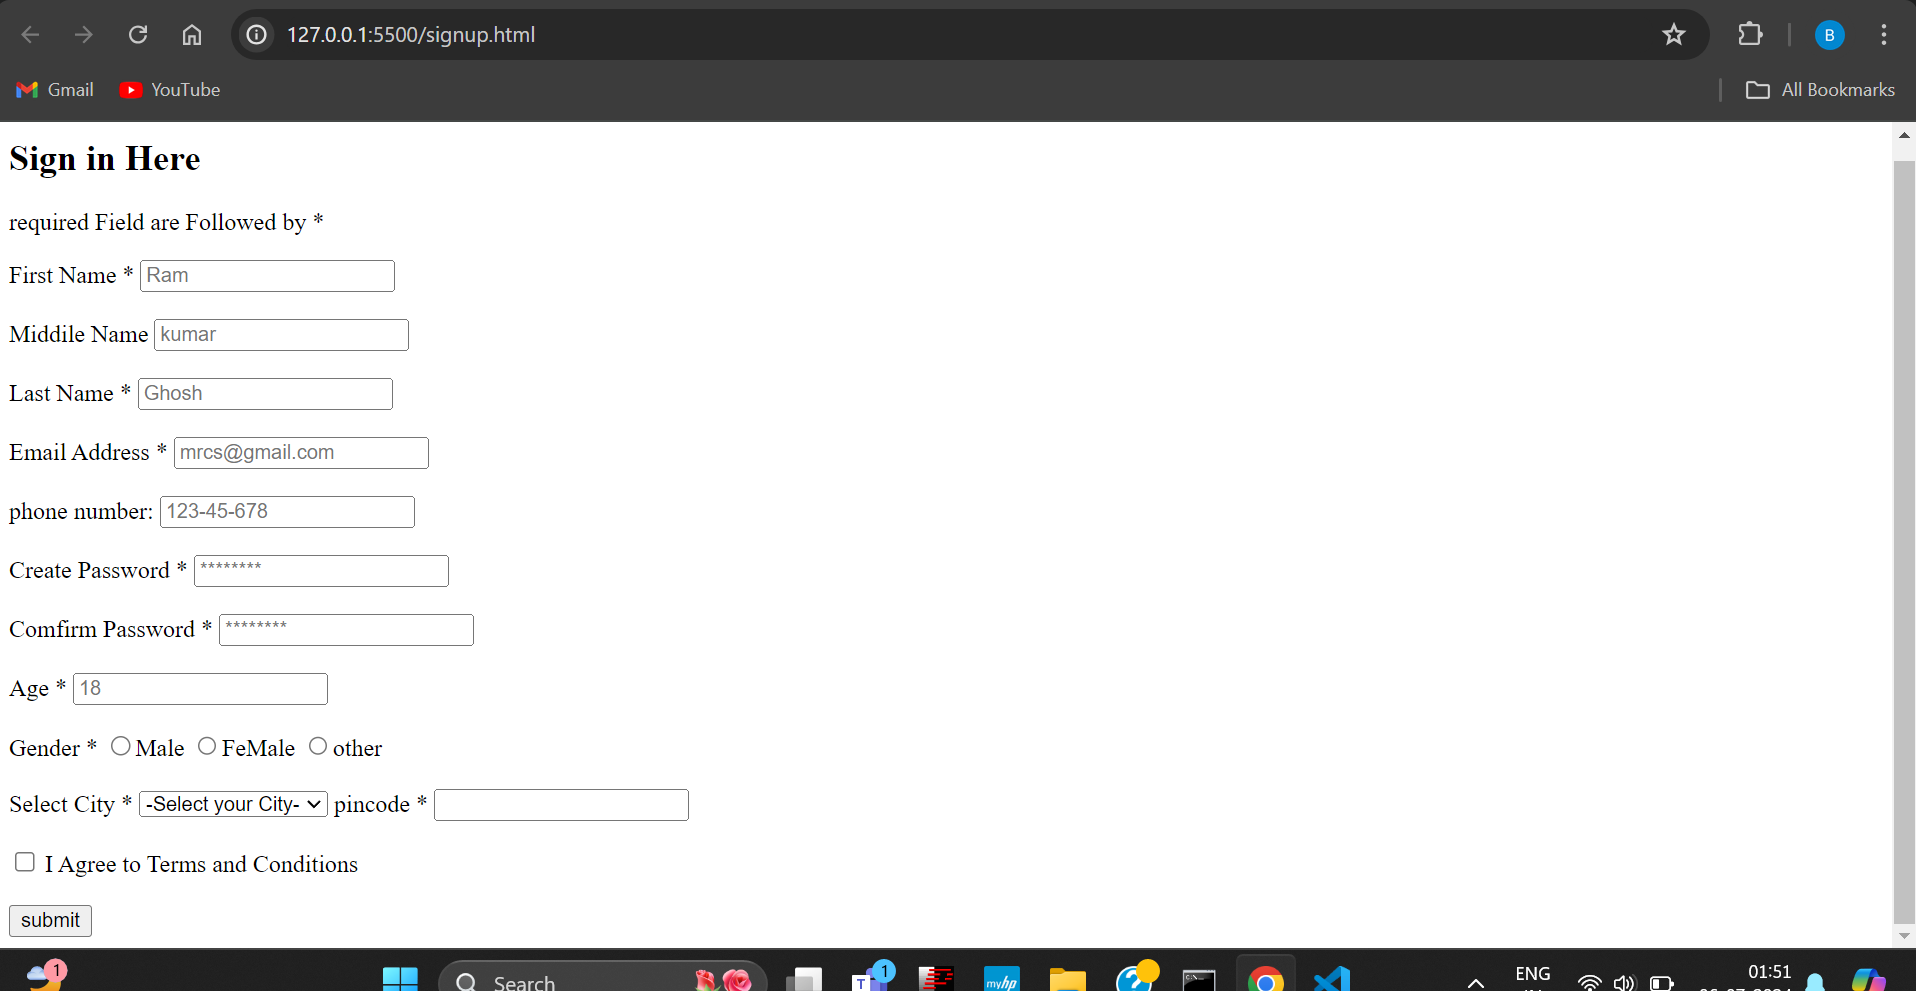 127.0.0.1:5500/signup.html
B
Gmail YouTube All Bookmarks
Sign in Here
required Field are Followed by *
First Name * Ram
Middile Name kumar
Last Name * Ghosh
Email Address * mrcs@gmail.com
phone number: 123-45-678
Create Password * ********
Comfirm Password * ********
Age * 18
Gender * Male FeMale other
Select City * -Select your City- pincode *
I Agree to Terms and Conditions
submit
1 Search T 1 myhp ? ENG 01:51